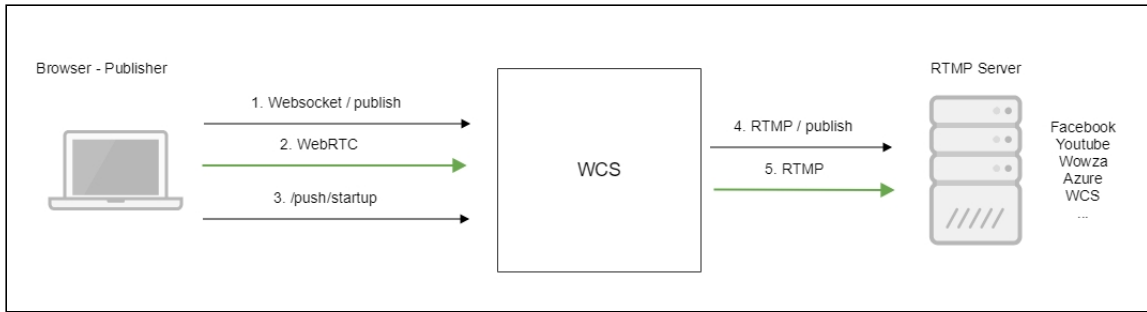 Browser - Publisher
1. Websocket / publish
2. WebRTC
3. /push/startup
WCS
4. RTMP / publish
5. RTMP
RTMP Server
Facebook
Youtube
Wowza
Azure
WCS
...